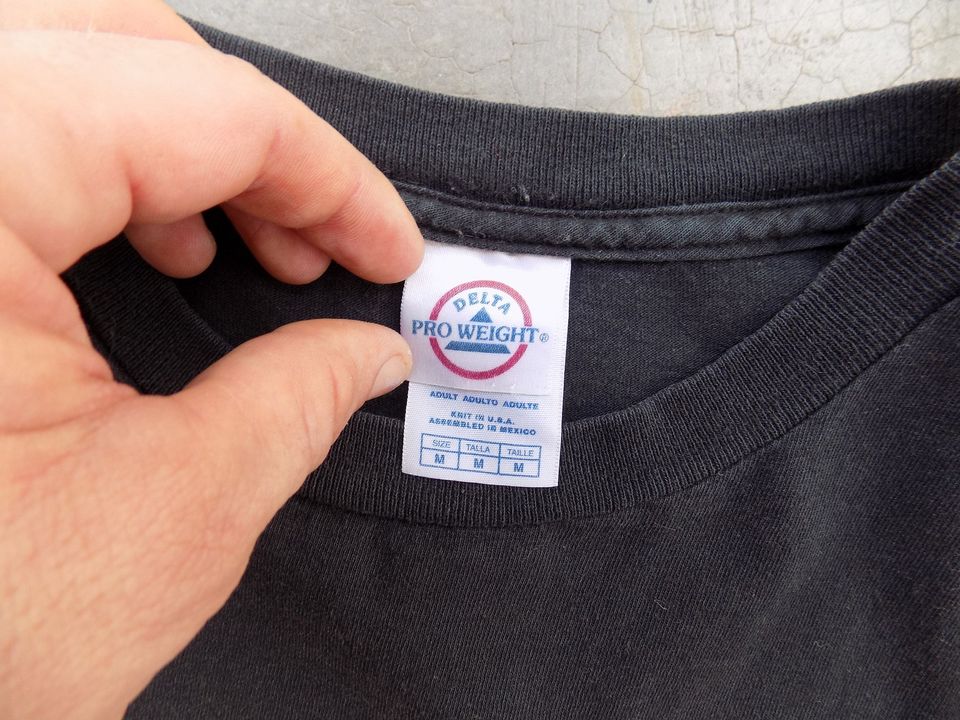 DELTA
PRO WEIGHT®
ADULT ADULTO ADULTE
KNIT IN U.S.A.
ASSEMBLED IN MEXICO
SIZE TALLA TAILLE
M M M